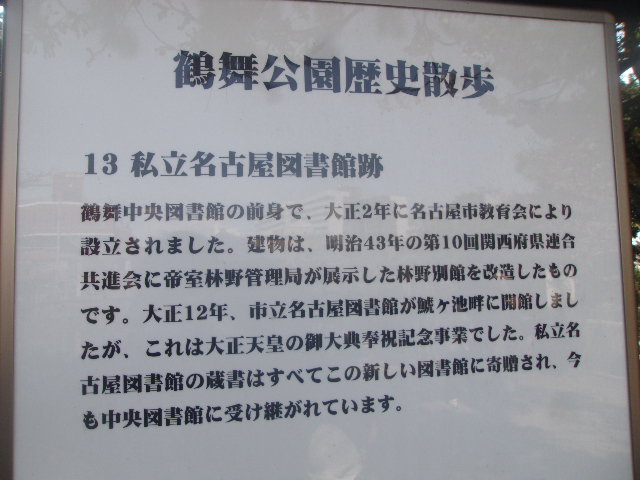 鶴舞公園歴史散歩
13 私立名古屋図書館跡
鶴舞中央図書館の前身で、大正2年に名古屋市教育会により
設立されました。建物は、明治43年の第10回関西府県連合
共進会に帝室林野管理局が展示した林野別館を改造したもの
です。大正12年、市立名古屋図書館が鯱ヶ池畔に開館しまし
たが、これは大正天皇の御大典奉祝記念事業でした。私立名
古屋図書館の蔵書はすべてこの新しい図書館に寄贈され、今
も中央図書館に受け継がれています。